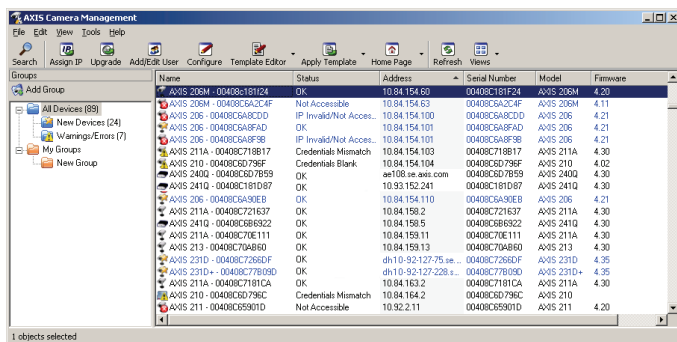 AXIS Camera Management
File Edit View Tools Help
Search Assign IP Upgrade Add/Edit User Configure Template Editor Apply Template Home Page Refresh Views
Groups
Add Group
All Devices (89)
New Devices (24)
Warnings/Errors (7)
My Groups
New Group
Name Status Address Serial Number Model Firmware
AXIS 206M - 00408c181f24 OK 10.84.154.60 00408C181F24 AXIS 206M 4.20
AXIS 206M - 00408C6A2C4F Not Accessible 10.84.154.63 00408C6A2C4F AXIS 206M 4.11
AXIS 206 - 00408C6A8CDD IP Invalid/Not Acces... 10.84.154.100 00408C6A8CDD AXIS 206 4.21
AXIS 206 - 00408C6A8FAD OK 10.84.154.101 00408C6A8FAD AXIS 206 4.21
AXIS 206 - 00408C6A8F9B IP Invalid/Not Acces... 10.84.154.101 00408C6A8F9B AXIS 206 4.21
AXIS 211A - 00408C718B17 Credentials Mismatch 10.84.154.103 00408C718B17 AXIS 211A 4.30
AXIS 210 - 00408C6D796F Credentials Blank 10.84.154.104 00408C6D796F AXIS 210 4.02
AXIS 240Q - 00408C6D7B59 OK ae108.se.axis.com 00408C6D7B59 AXIS 240Q 4.30
AXIS 241Q - 00408C181D87 OK 10.93.152.241 00408C181D87 AXIS 241Q 4.30
AXIS 206 - 00408C6A90EB OK 10.84.154.110 00408C6A90EB AXIS 206 4.21
AXIS 211A - 00408C721637 OK 10.84.158.2 00408C721637 AXIS 211A 4.30
AXIS 241Q - 00408C6B6922 OK 10.84.158.5 00408C6B6922 AXIS 241Q 4.30
AXIS 211A - 00408C70E111 OK 10.84.159.11 00408C70E111 AXIS 211A 4.30
AXIS 213 - 00408C70AB60 OK 10.84.159.13 00408C70AB60 AXIS 213 4.30
AXIS 231D - 00408C7266DF OK dh10-92-127-75.se... 00408C7266DF AXIS 231D 4.35
AXIS 231D+ - 00408C77B09D OK dh10-92-127-228.s... 00408C77B09D AXIS 231D+ 4.35
AXIS 211A - 00408C7181CA OK 10.84.163.2 00408C7181CA AXIS 211A 4.30
AXIS 210 - 00408C6D796C Credentials Mismatch 10.84.164.2 00408C6D796C AXIS 210
AXIS 211 - 00408C65901D Not Accessible 10.92.2.11 00408C65901D AXIS 211 4.20
1 objects selected